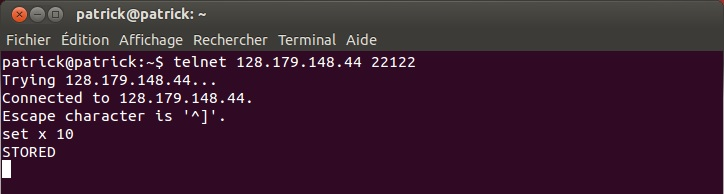 patrick@patrick: ~
Fichier Édition Affichage Rechercher Terminal Aide
patrick@patrick:~$ telnet 128.179.148.44 22122
Trying 128.179.148.44...
Connected to 128.179.148.44.
Escape character is '^]'.
set x 10
STORED